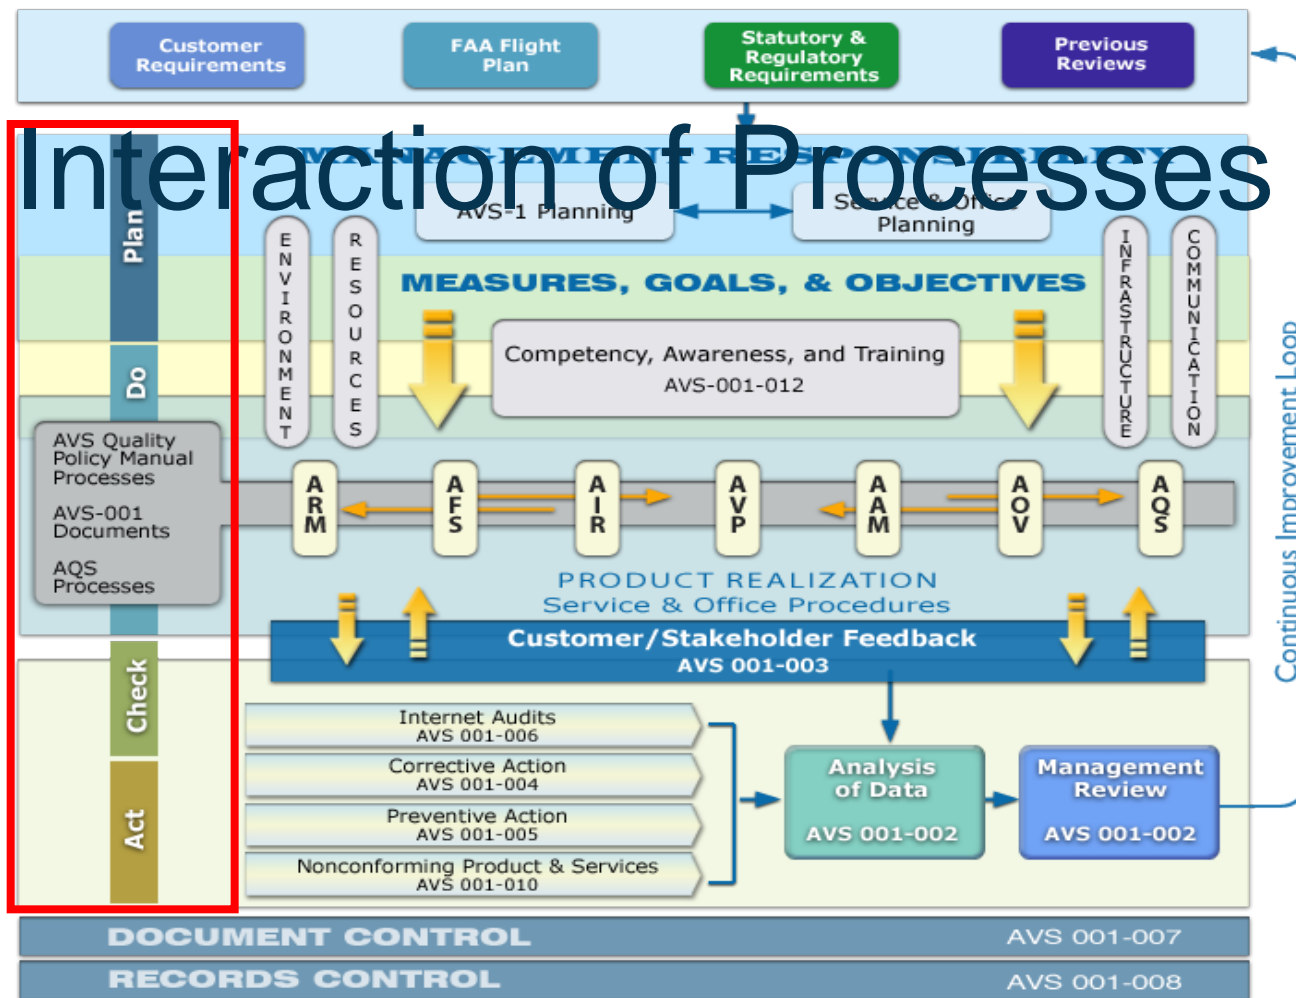 Customer
Requirements
FAA Flight
Plan
Statutory &
Regulatory
Requirements
Previous
Reviews
Interaction of Processes
MANAGEMENT RESPONSIBILITY
AVS-1 Planning
Service & Office
Planning
Plan
ENVIRONMENT
RESOURCES
INFRASTRUCTURE
COMMUNICATION
MEASURES, GOALS, & OBJECTIVES
Competency, Awareness, and Training
AVS-001-012
Do
AVS Quality
Policy Manual
Processes
AVS-001
Documents
AQS
Processes
ARM
AFS
AIR
AVP
AAM
AOV
AQS
PRODUCT REALIZATION
Service & Office Procedures
Customer/Stakeholder Feedback
AVS 001-003
Check
Internet Audits
AVS 001-006
Corrective Action
AVS 001-004
Preventive Action
AVS 001-005
Nonconforming Product & Services
AVS 001-010
Act
Analysis
of Data
AVS 001-002
Management
Review
AVS 001-002
Continuous Improvement Loop
DOCUMENT CONTROL AVS 001-007
RECORDS CONTROL AVS 001-008